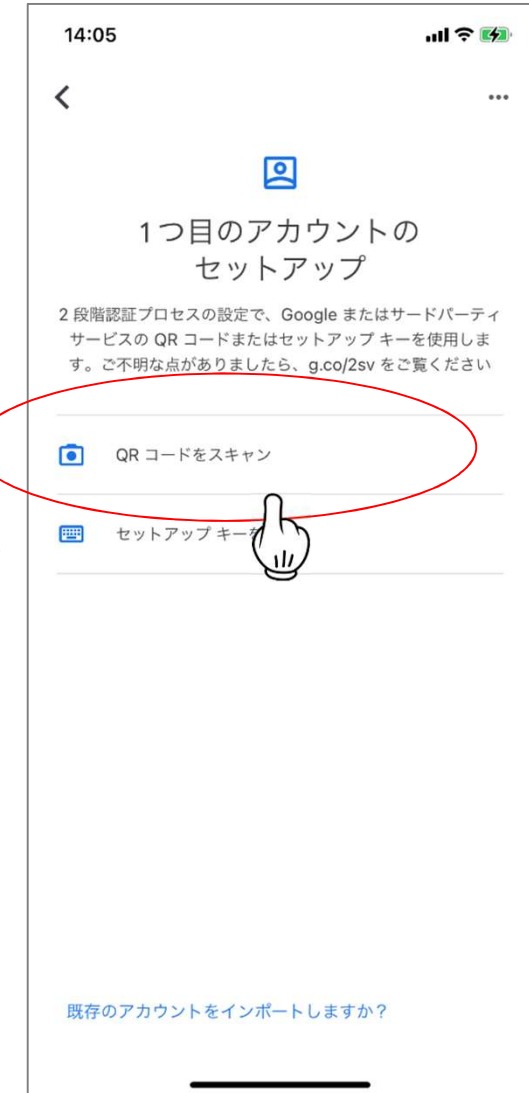 14:05
1つ目のアカウントの
セットアップ
2 段階認証プロセスの設定で、Google またはサードパーティ
サービスの QR コードまたはセットアップ キーを使用しま
す。ご不明な点がありましたら、g.co/2sv をご覧ください
QR コードをスキャン
セットアップ キー
既存のアカウントをインポートしますか？